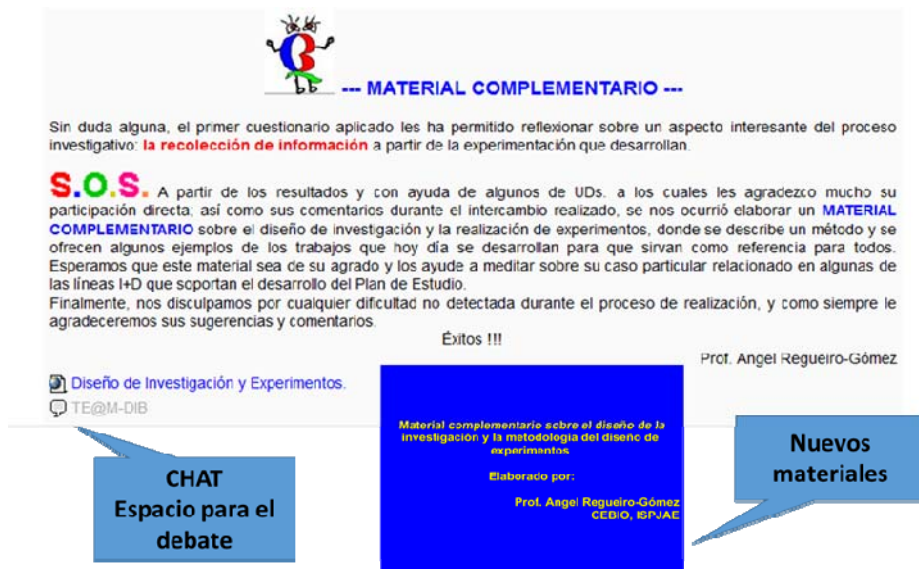 --- MATERIAL COMPLEMENTARIO ---
Sin duda alguna, el primer cuestionario aplicado les ha permitido reflexionar sobre un aspecto interesante del proceso
investigativo: la recolección de información a partir de la experimentación que desarrollan.
S.O.S. A partir de los resultados y con ayuda de algunos de UDs. a los cuales les agradezco mucho su
participación directa; así como sus comentarios durante el intercambio realizado, se nos ocurrió elaborar un MATERIAL
COMPLEMENTARIO sobre el diseño de investigación y la realización de experimentos, donde se describe un método y se
ofrecen algunos ejemplos de los trabajos que hoy día se desarrollan para que sirvan como referencia para todos.
Esperamos que este material sea de su agrado y los ayude a meditar sobre su caso particular relacionado en algunas de
las líneas I+D que soportan el desarrollo del Plan de Estudio.
Finalmente, nos disculpamos por cualquier dificultad no detectada durante el proceso de realización, y como siempre le
agradeceremos sus sugerencias y comentarios.
Éxitos !!!
Prof. Angel Regueiro-Gómez
Diseño de Investigación y Experimentos.
TE@M-DIB
Material complementario sobre el diseño de la
investigación y la metodología del diseño de
experimentos
Elaborado por:
Prof. Angel Regueiro-Gómez
CEBIO, ISPJAE
CHAT
Espacio para el
debate
Nuevos
materiales